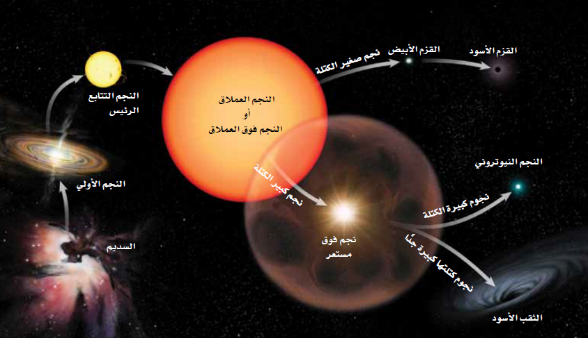 السديم
النجم الأولي
النجم التتابع
الرئيس
النجم العملاق
أو
النجم فوق العملاق
نجم صغير الكتلة
القزم الأبيض
القزم الأسود
نجم كبير الكتلة
نجم فوق
مستعر
نجوم كبيرة الكتلة
النجم النيوتروني
نجوم كتلتها كبيرة جدًا
الثقب الأسود